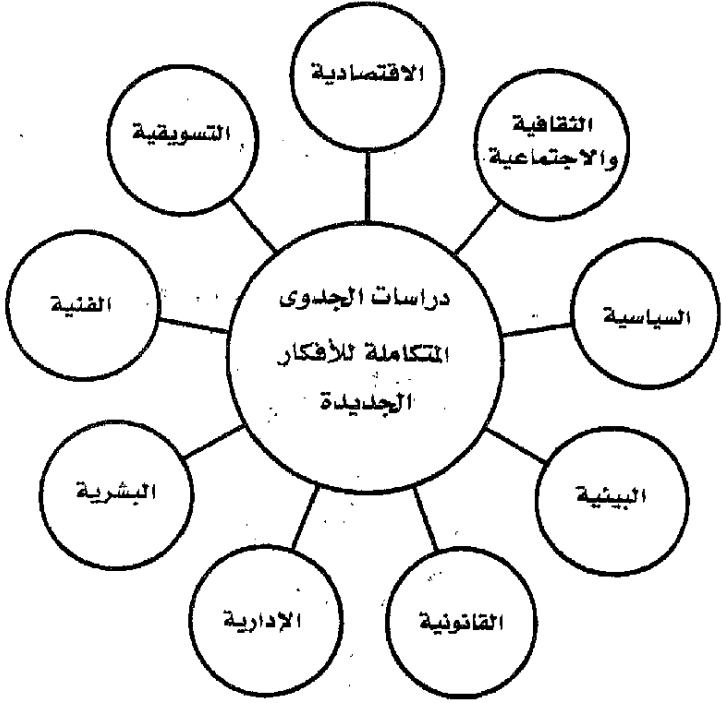 الاقتصادية
الثقافية
والاجتماعية
السياسية
البيئية
القانونية
الإدارية
البشرية
الفنية
التسويقية
دراسات الجدوى
المتكاملة للأفكار
الجديدة